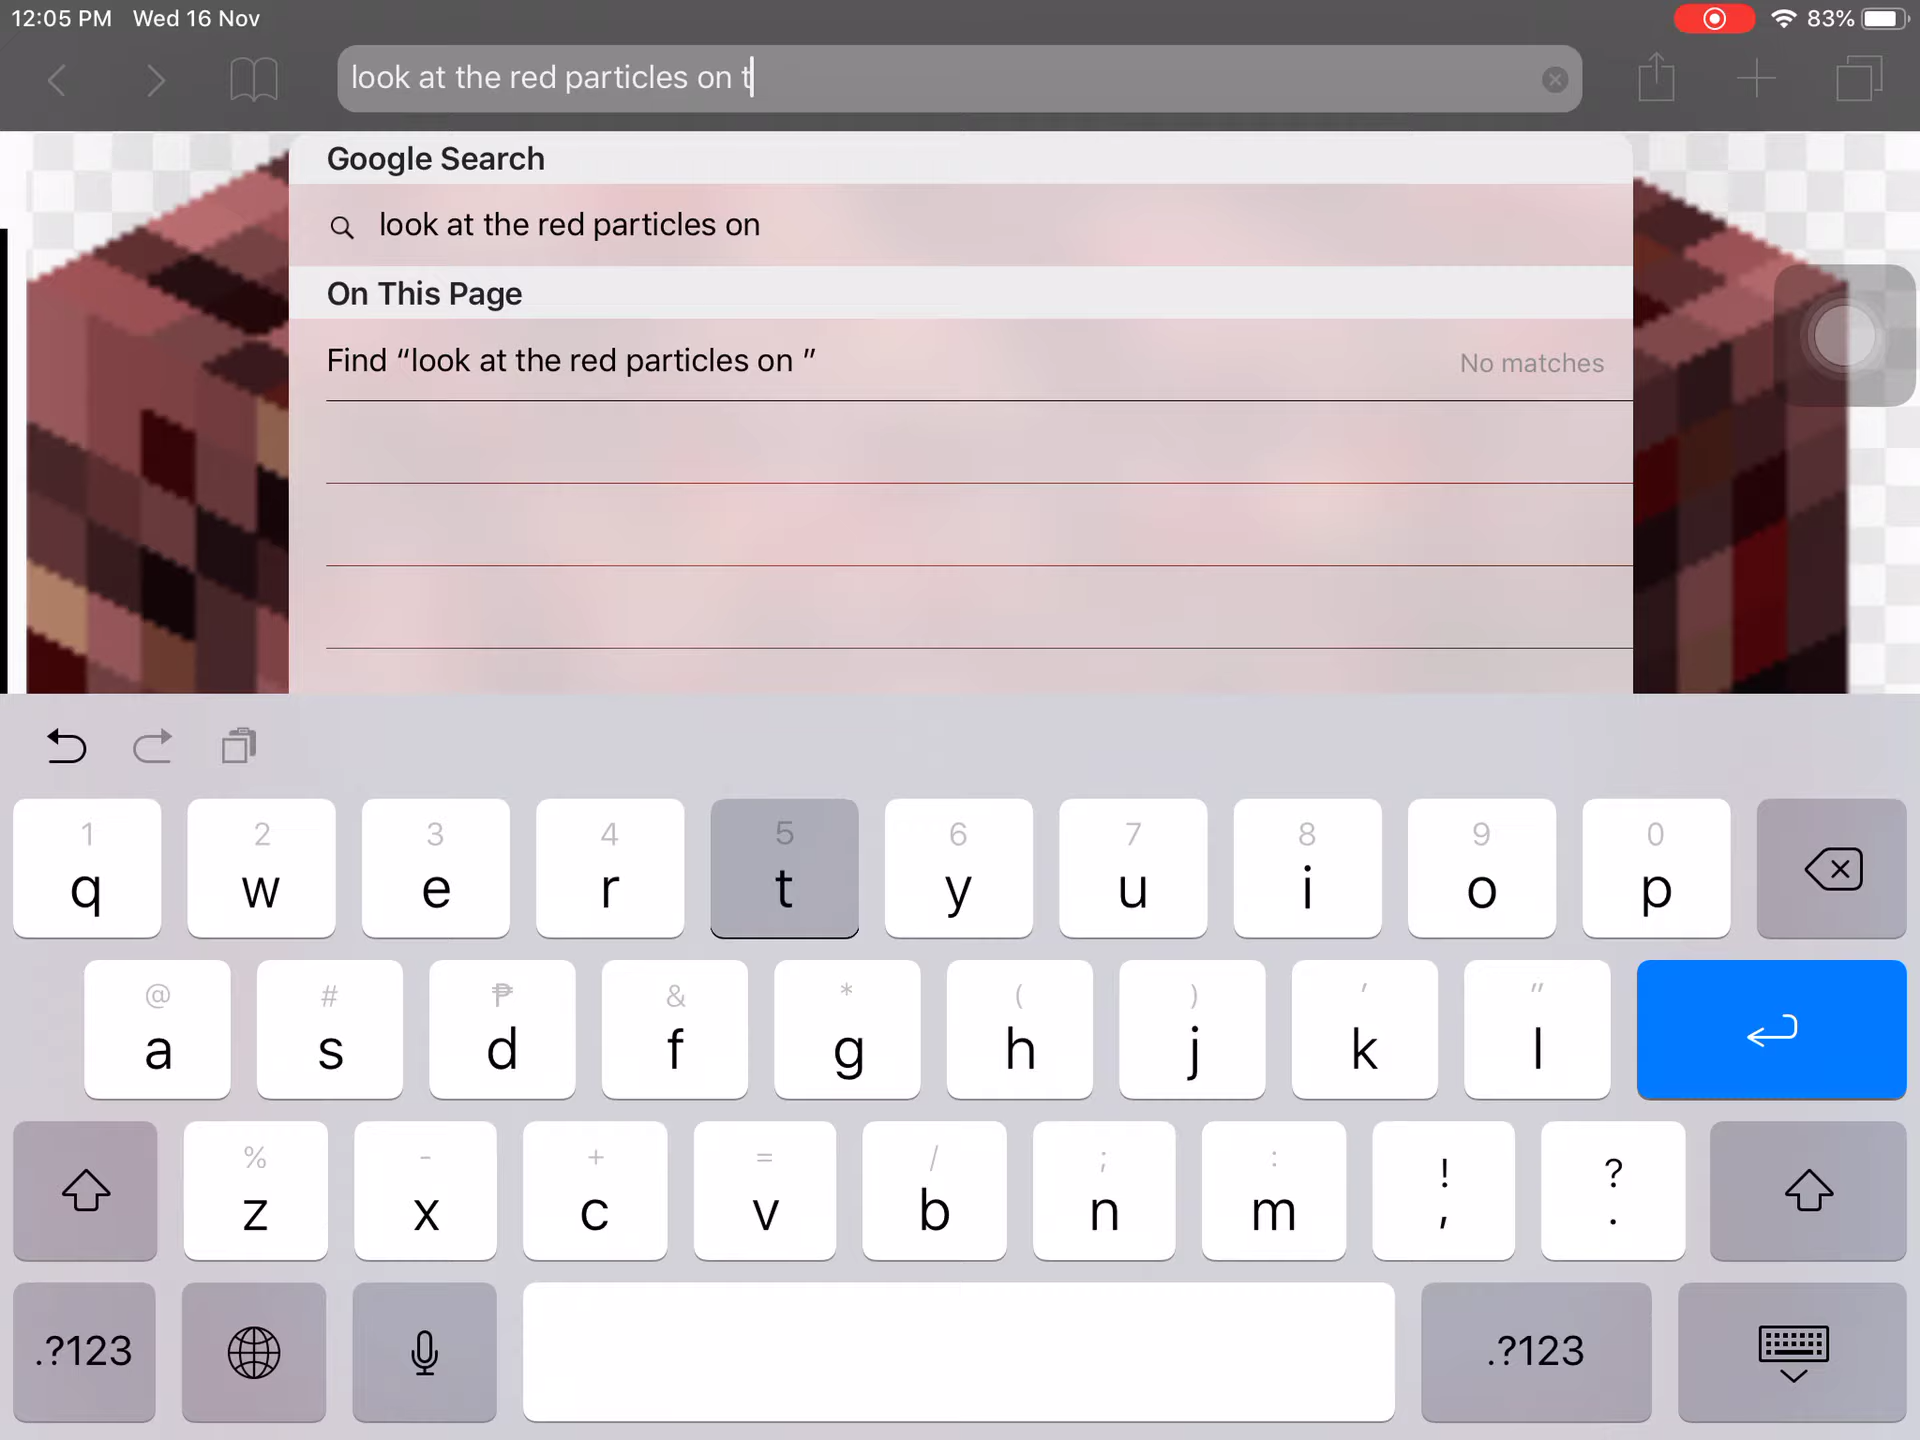 12:05 PM Wed 16 Nov 83%
look at the red particles on t
Google Search
look at the red particles on
On This Page
Find “look at the red particles on ” No matches
1 2 3 4 5 6 7 8 9 0
q w e r t y u i o p
@ # ₱ & * ( ) ' "
a s d f g h j k l
% - + = / ; : ! ?
z x c v b n m , .
.?123 .?123